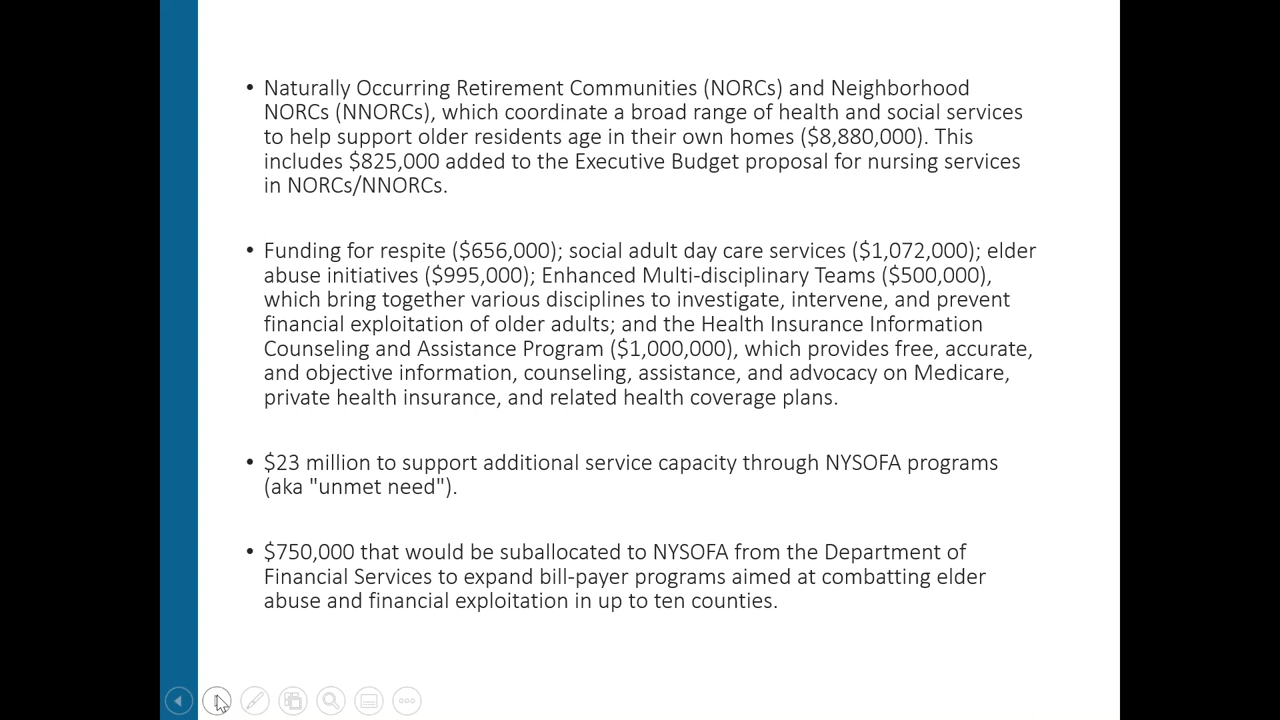 • Naturally Occurring Retirement Communities (NORCs) and Neighborhood
NORCs (NNORCs), which coordinate a broad range of health and social services
to help support older residents age in their own homes ($8,880,000). This
includes $825,000 added to the Executive Budget proposal for nursing services
in NORCs/NNORCs.
• Funding for respite ($656,000); social adult day care services ($1,072,000); elder
abuse initiatives ($995,000); Enhanced Multi-disciplinary Teams ($500,000),
which bring together various disciplines to investigate, intervene, and prevent
financial exploitation of older adults; and the Health Insurance Information
Counseling and Assistance Program ($1,000,000), which provides free, accurate,
and objective information, counseling, assistance, and advocacy on Medicare,
private health insurance, and related health coverage plans.
• $23 million to support additional service capacity through NYSOFA programs
(aka "unmet need").
• $750,000 that would be suballocated to NYSOFA from the Department of
Financial Services to expand bill-payer programs aimed at combatting elder
abuse and financial exploitation in up to ten counties.